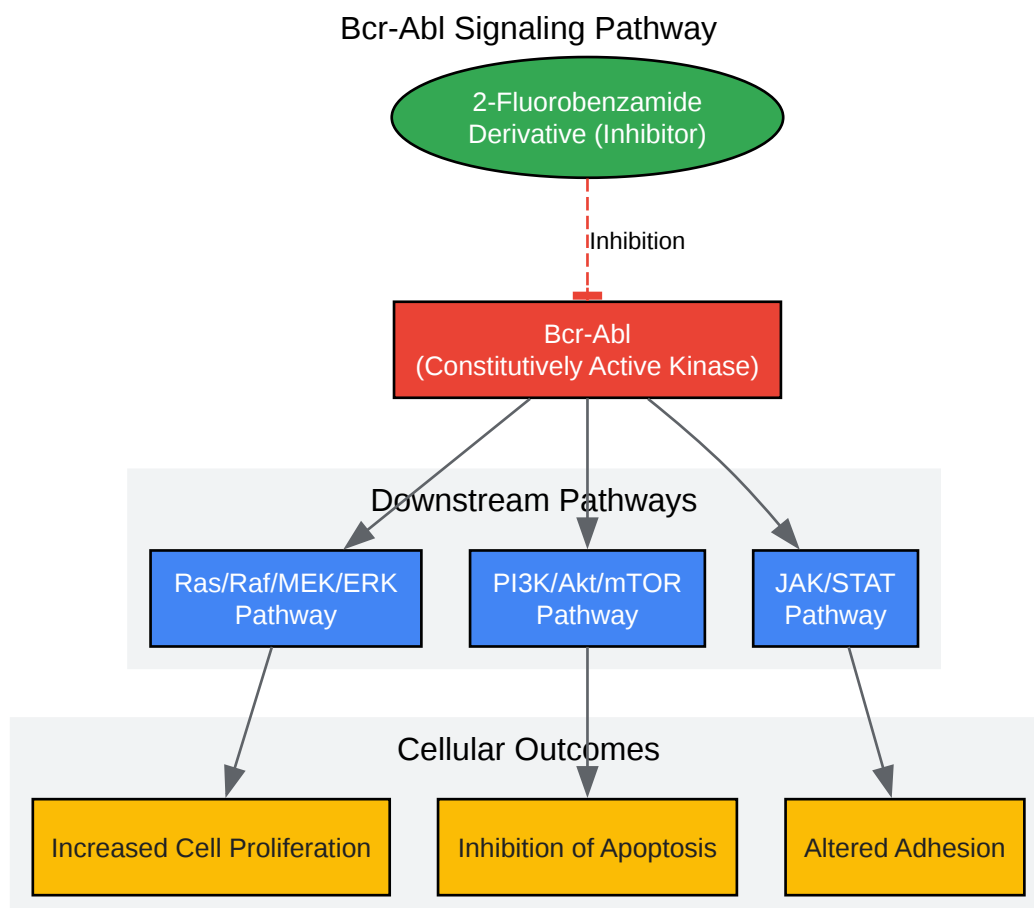 Bcr-Abl Signaling Pathway
2-Fluorobenzamide
Derivative (Inhibitor)
Inhibition
Bcr-Abl
(Constitutively Active Kinase)
Downstream Pathways
Ras/Raf/MEK/ERK
Pathway
PI3K/Akt/mTOR
Pathway
JAK/STAT
Pathway
Cellular Outcomes
Increased Cell Proliferation
Inhibition of Apoptosis
Altered Adhesion